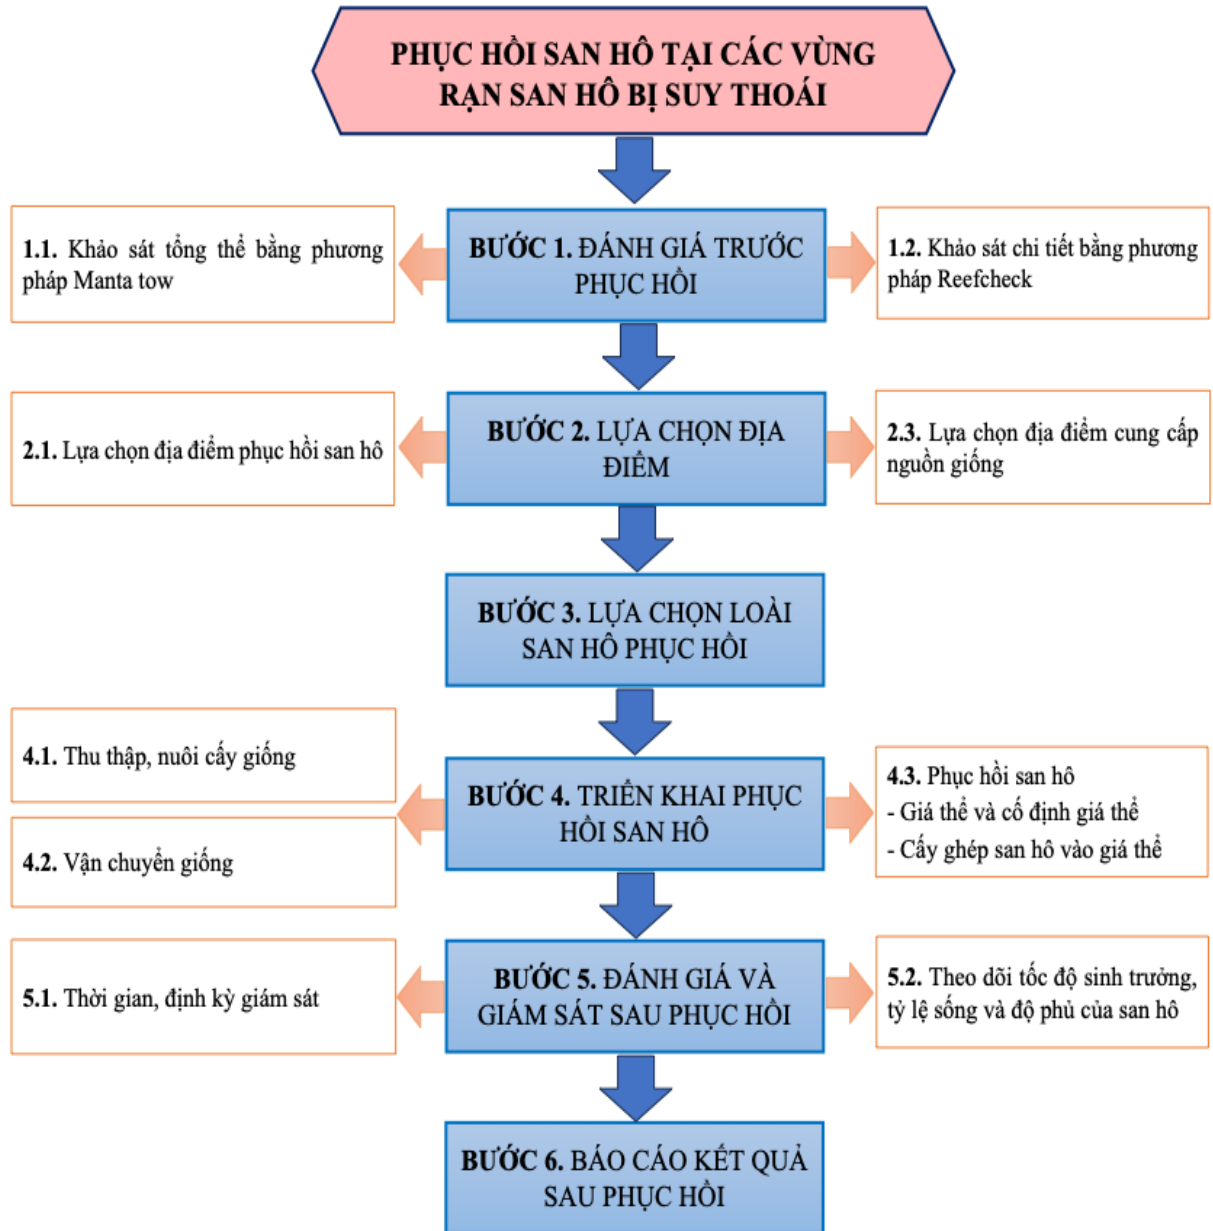 PHỤC HỒI SAN HÔ TẠI CÁC VÙNG
RẠN SAN HÔ BỊ SUY THOÁI
BƯỚC 1. ĐÁNH GIÁ TRƯỚC
PHỤC HỒI
1.1. Khảo sát tổng thể bằng phương
pháp Manta tow
1.2. Khảo sát chi tiết bằng phương
pháp Reefcheck
BƯỚC 2. LỰA CHỌN ĐỊA
ĐIỂM
2.1. Lựa chọn địa điểm phục hồi san hô
2.3. Lựa chọn địa điểm cung cấp
nguồn giống
BƯỚC 3. LỰA CHỌN LOÀI
SAN HÔ PHỤC HỒI
BƯỚC 4. TRIỂN KHAI PHỤC
HỒI SAN HÔ
4.1. Thu thập, nuôi cấy giống
4.2. Vận chuyển giống
4.3. Phục hồi san hô
- Giá thể và cố định giá thể
- Cấy ghép san hô vào giá thể
BƯỚC 5. ĐÁNH GIÁ VÀ
GIÁM SÁT SAU PHỤC HỒI
5.1. Thời gian, định kỳ giám sát
5.2. Theo dõi tốc độ sinh trưởng,
tỷ lệ sống và độ phủ của san hô
BƯỚC 6. BÁO CÁO KẾT QUẢ
SAU PHỤC HỒI